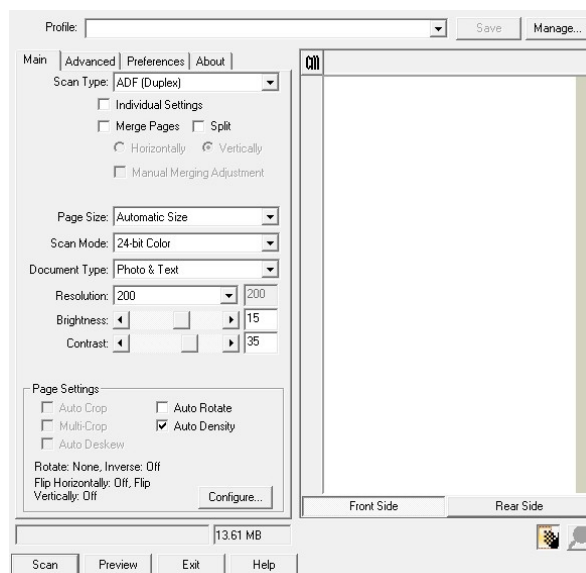 Profile: Save Manage...
Main Advanced Preferences About
Scan Type: ADF (Duplex)
Individual Settings
Merge Pages Split
Horizontally Vertically
Manual Merging Adjustment
Page Size: Automatic Size
Scan Mode: 24-bit Color
Document Type: Photo & Text
Resolution: 200 200
Brightness: 15
Contrast: 35
Page Settings
Auto Crop Auto Rotate
Multi-Crop Auto Density
Auto Deskew
Rotate: None, Inverse: Off
Flip Horizontally: Off, Flip
Vertically: Off
Configure...
cm
Front Side Rear Side
13.61 MB
Scan Preview Exit Help